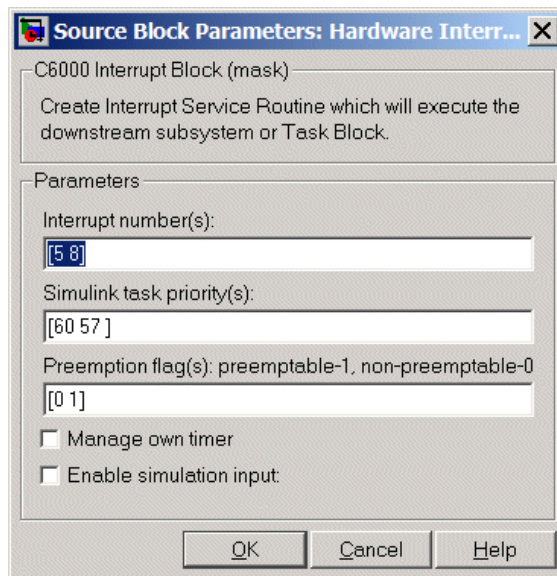 Source Block Parameters: Hardware Interr...
C6000 Interrupt Block (mask)
Create Interrupt Service Routine which will execute the
downstream subsystem or Task Block.
Parameters
Interrupt number(s):
[5 8]
Simulink task priority(s):
[60 57 ]
Preemption flag(s): preemptable-1, non-preemptable-0
[0 1]
Manage own timer
Enable simulation input:
OK Cancel Help